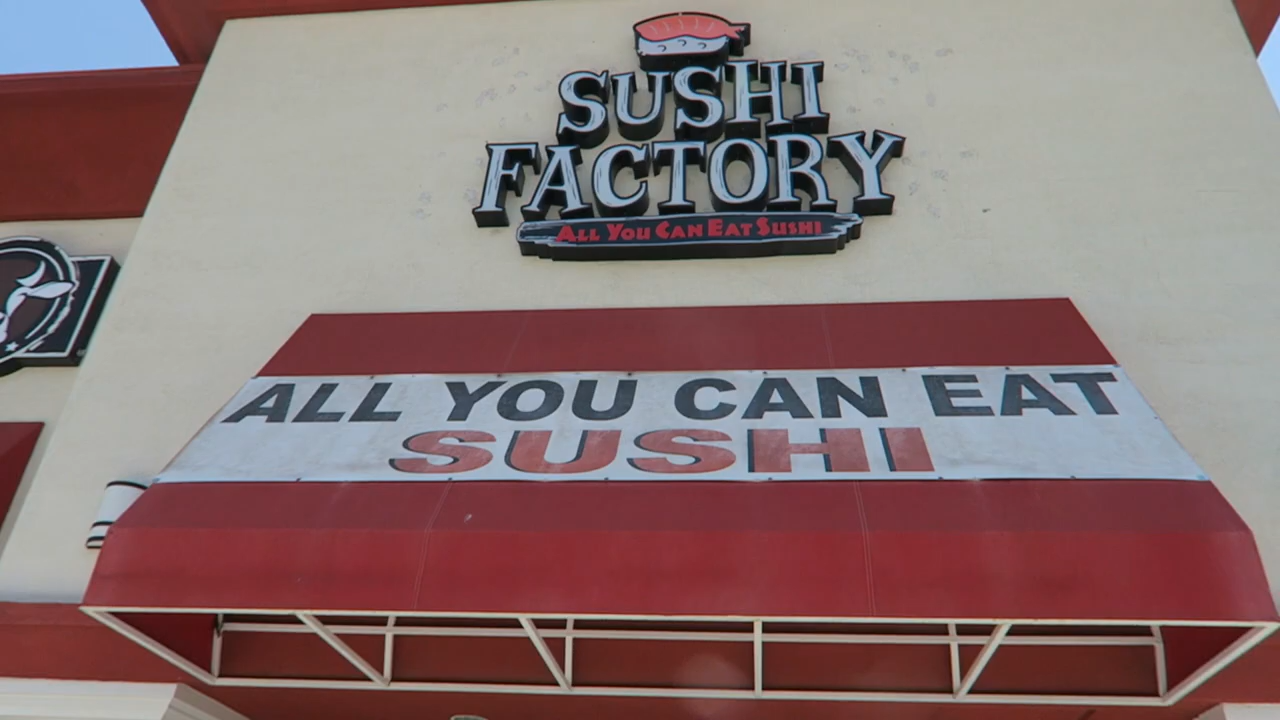 SUSHI
FACTORY
ALL YOU CAN EAT SUSHI
ALL YOU CAN EAT
SUSHI